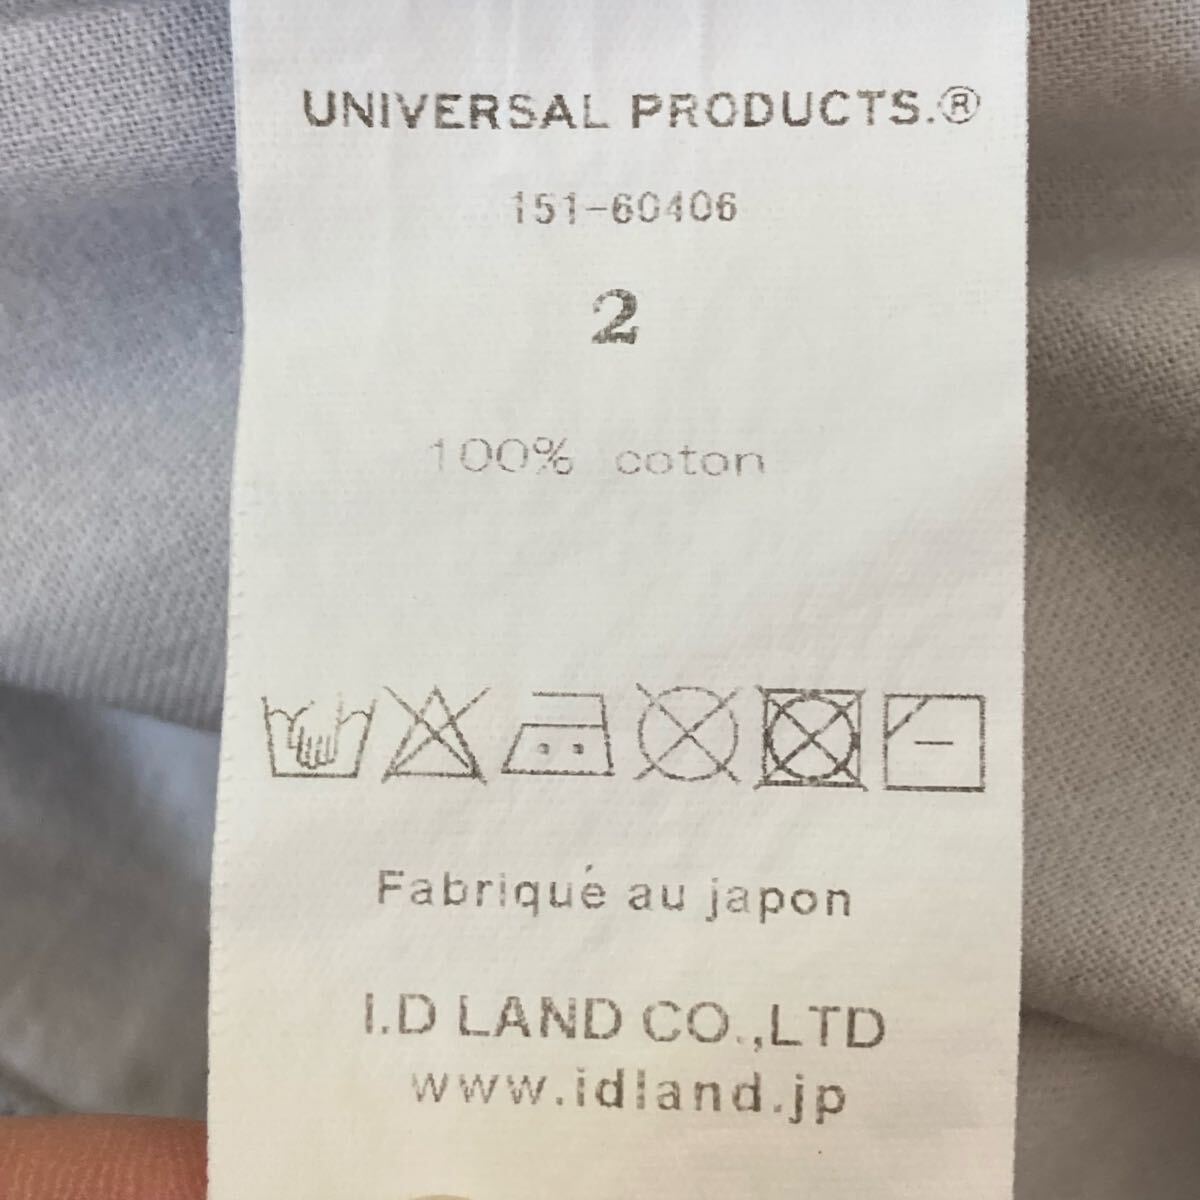 UNIVERSAL PRODUCTS.®
151-60406
2
100% coton
Fabriqué au japon
I.D LAND CO.,LTD
www.idland.jp